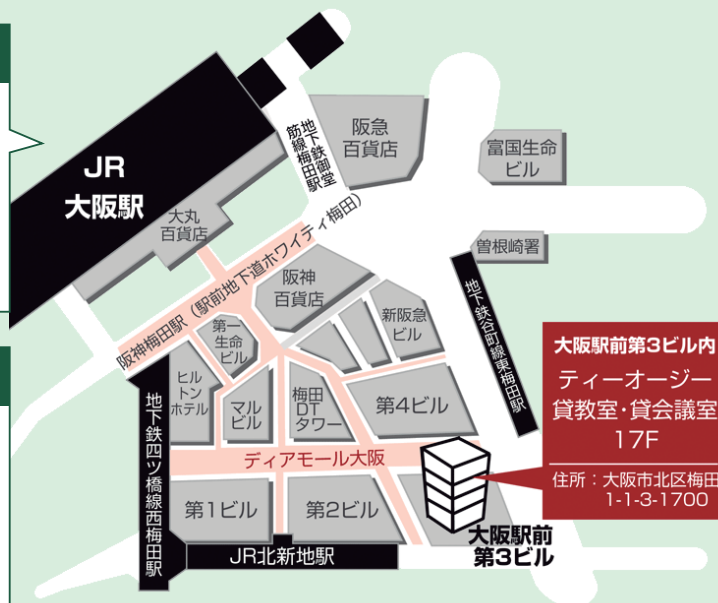 JR
大阪駅
大丸
百貨店
地下鉄御堂
筋線梅田駅
阪急
百貨店
富国生命
ビル
曽根崎署
阪神梅田駅（駅前地下道ホワイティ梅田）
阪神
百貨店
新阪急
ビル
地下鉄谷町線東梅田駅
第一
生命
ビル
ヒル
トン
ホテル
マル
ビル
梅田
DT
タワー
第4ビル
地下鉄四ツ橋線西梅田駅
ディアモール大阪
第1ビル
第2ビル
JR北新地駅
大阪駅前
第3ビル
大阪駅前第3ビル内
ティーオージー
貸教室・貸会議室
17F
住所：大阪市北区梅田
1-1-3-1700